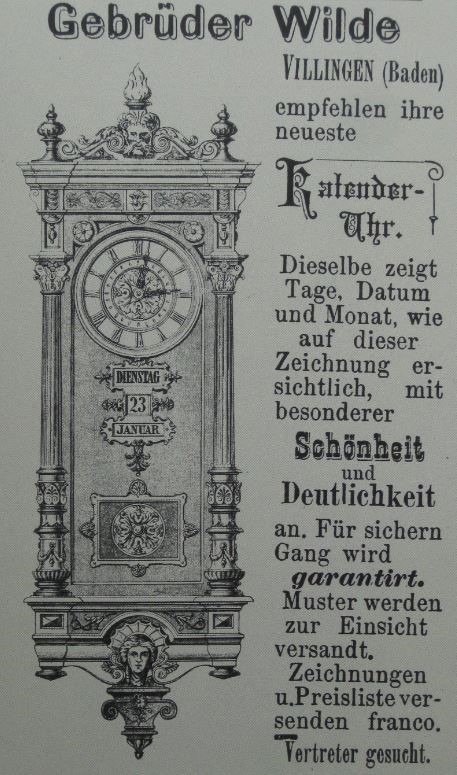 Gebrüder Wilde
VILLINGEN (Baden)
empfehlen ihre
neueste
Kalender-
Uhr.
Dieselbe zeigt
Tage, Datum
und Monat, wie
auf dieser
Zeichnung er-
sichtlich, mit
besonderer
Schönheit
und
Deutlichkeit
an. Für sichern
Gang wird
garantirt.
Muster werden
zur Einsicht
versandt.
Zeichnungen
u.Preisliste ver-
senden franco.
Vertreter gesucht.
DIENSTAG
23
JANUAR